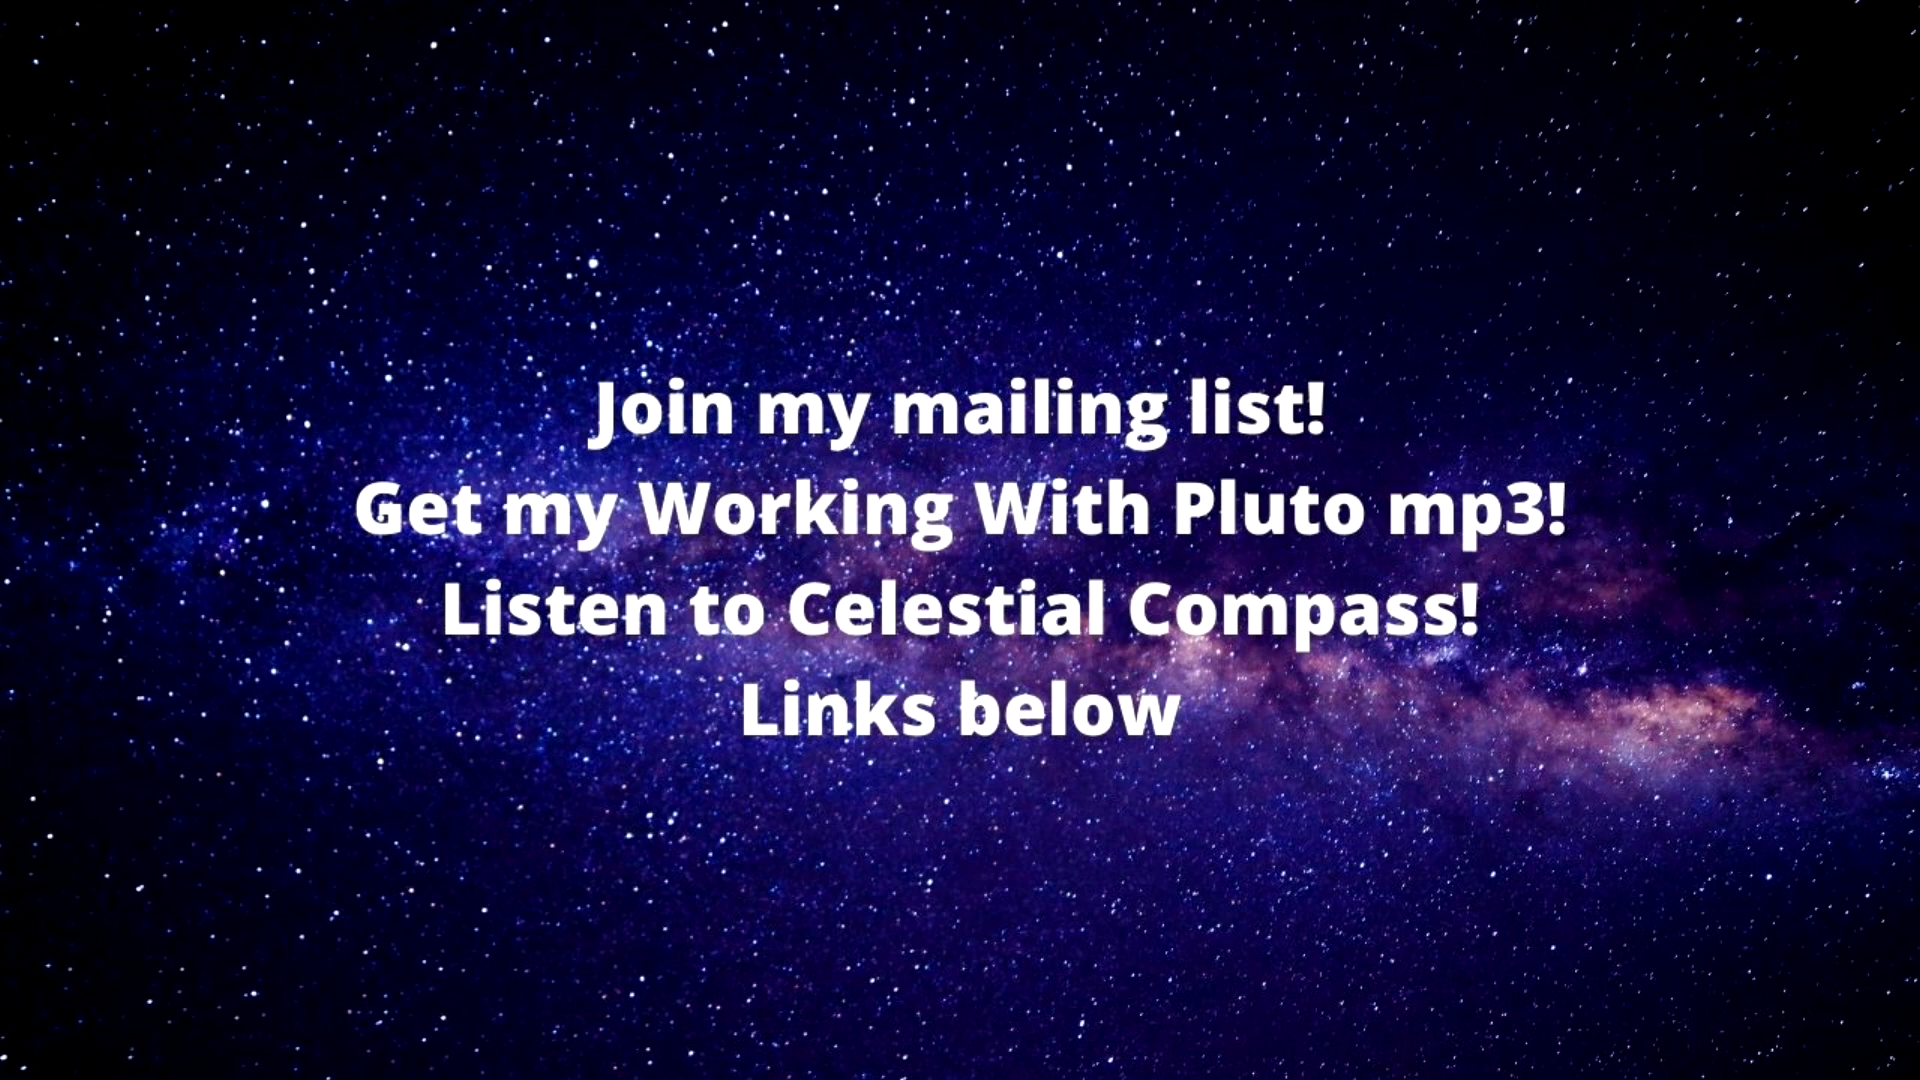 Join my mailing list!
Get my Working With Pluto mp3!
Listen to Celestial Compass!
Links below